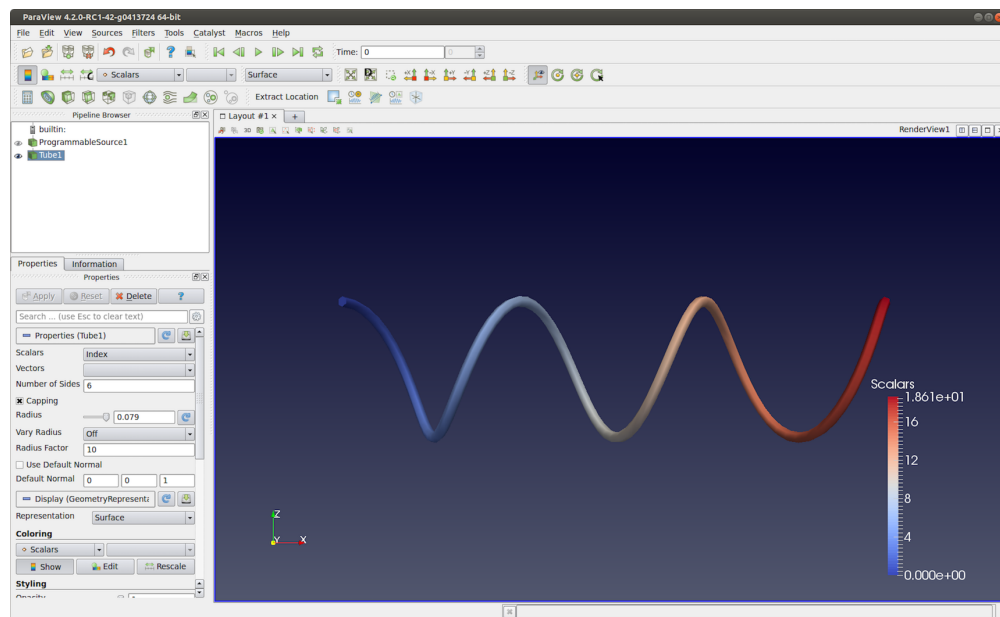 ParaView 4.2.0-RC1-42-g0413724 64-bit
File Edit View Sources Filters Tools Catalyst Macros Help
Time: 0 0
Scalars Surface
Extract Location
Pipeline Browser
Layout #1
RenderView1
builtin:
ProgrammableSource1
Tube1
Properties Information
Properties
Apply Reset Delete ?
Search ... (use Esc to clear text)
Properties (Tube1)
Scalars Index
Vectors
Number of Sides 6
Capping
Radius 0.079
Vary Radius Off
Radius Factor 10
Use Default Normal
Default Normal 0 0 1
Display (GeometryRepresenta
Representation Surface
Coloring
Scalars
Show Edit Rescale
Styling
Opacity 1
Scalars
1.861e+01
16
12
8
4
0.000e+00
Z
Y X